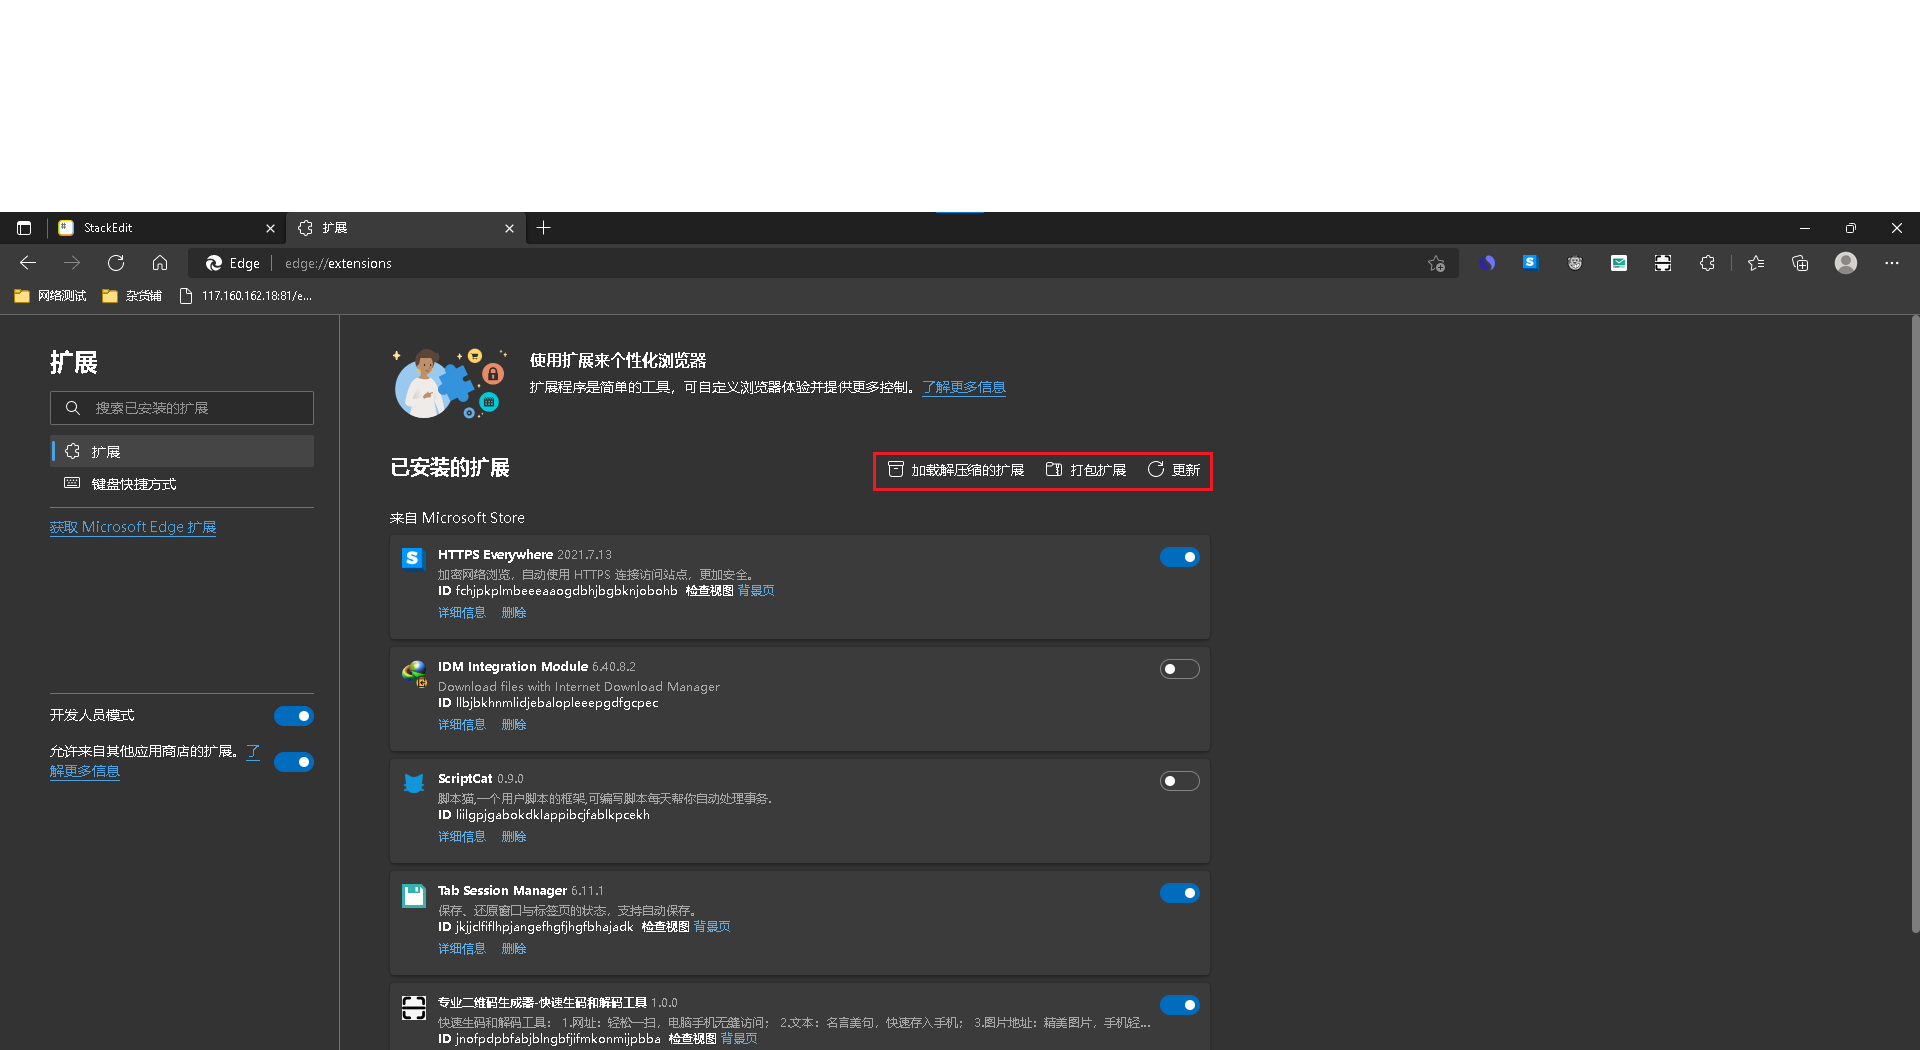 StackEdit
扩展
Edge
edge://extensions
网络测试
杂货铺
117.160.162.18:81/e...
扩展
搜索已安装的扩展
扩展
键盘快捷方式
获取 Microsoft Edge 扩展
开发人员模式
允许来自其他应用商店的扩展。了
解更多信息
使用扩展来个性化浏览器
扩展程序是简单的工具，可自定义浏览器体验并提供更多控制。了解更多信息
已安装的扩展
加载解压缩的扩展
打包扩展
更新
来自 Microsoft Store
HTTPS Everywhere 2021.7.13
加密网络浏览，自动使用 HTTPS 连接访问站点，更加安全。
ID fchjpkplmbeeeaaogdbhjbgbknjobohb 检查视图 背景页
详细信息 删除
IDM Integration Module 6.40.8.2
Download files with Internet Download Manager
ID llbjbkhnmlidjebalopleeepgdfgcpec
详细信息 删除
ScriptCat 0.9.0
脚本猫,一个用户脚本的框架,可编写脚本每天帮你自动处理事务.
ID liilgpjgabokdklappibcjfablkpcekh
详细信息 删除
Tab Session Manager 6.11.1
保存、还原窗口与标签页的状态，支持自动保存。
ID jkjjclfiflhpjangefhgfjhgfbhajadk 检查视图 背景页
详细信息 删除
专业二维码生成器-快速生码和解码工具 1.0.0
快速生码和解码工具： 1.网址：轻松一扫，电脑手机无缝访问； 2.文本：名言美句，快速存入手机； 3.图片地址：精美图片，手机轻...
ID jnofpdpbfabjblngbfjifmkonmijpbba 检查视图 背景页